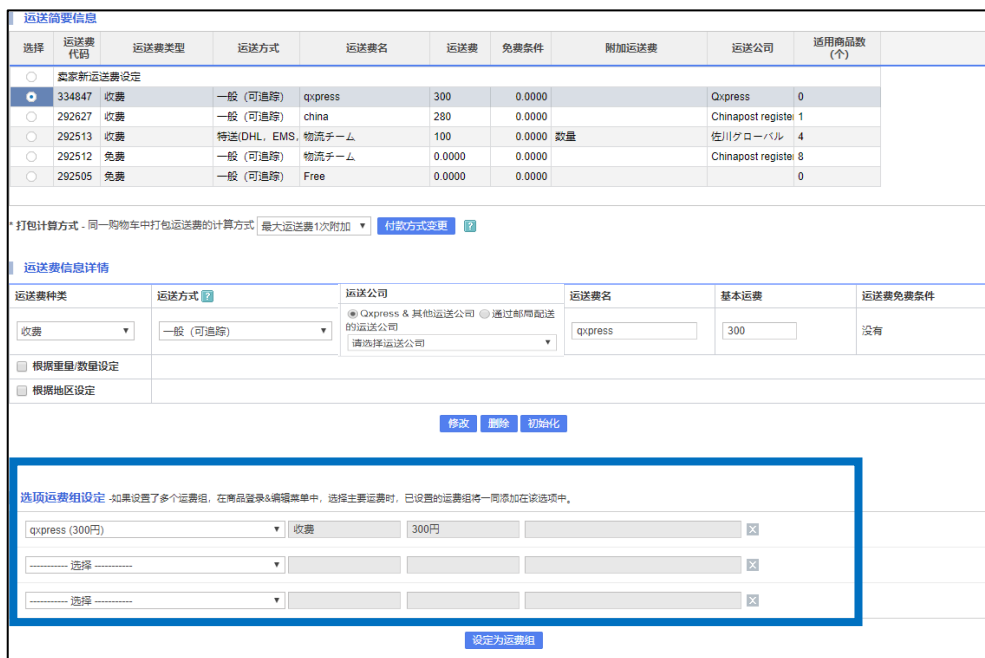 运送简要信息
选择 运送费代码 运送费类型 运送方式 运送费名 运送费 免费条件 附加运送费 运送公司 适用商品数(个)
卖家新运送费设定
334847 收费 一般（可追踪） qxpress 300 0.0000 Qxpress 0
292627 收费 一般（可追踪） china 280 0.0000 Chinapost registe 1
292513 收费 特送(DHL，EMS, 物流チーム 100 0.0000 数量 佐川グローバル 4
292512 免费 一般（可追踪） 物流チーム 0.0000 0.0000 Chinapost registe 8
292505 免费 一般（可追踪） Free 0.0000 0.0000 0
* 打包计算方式 - 同一购物车中打包运送费的计算方式 最大运送费1次附加 ▼ 付款方式变更 ?
运送费信息详情
运送费种类 运送方式 ? 运送公司 运送费名 基本运费 运送费免费条件
Qxpress & 其他运送公司 通过邮局配送的运送公司
收费 ▼ 一般（可追踪） ▼ 请选择运送公司 ▼ qxpress 300 没有
根据重量/数量设定
根据地区设定
修改 删除 初始化
选项运费组设定 -如果设置了多个运费组，在商品登录&编辑菜单中，选择主要运费时，已设置的运费组将一同添加在该选项中。
qxpress (300円) ▼ 收费 300円 X
----------- 选择 ----------- ▼ X
----------- 选择 ----------- ▼ X
设定为运费组